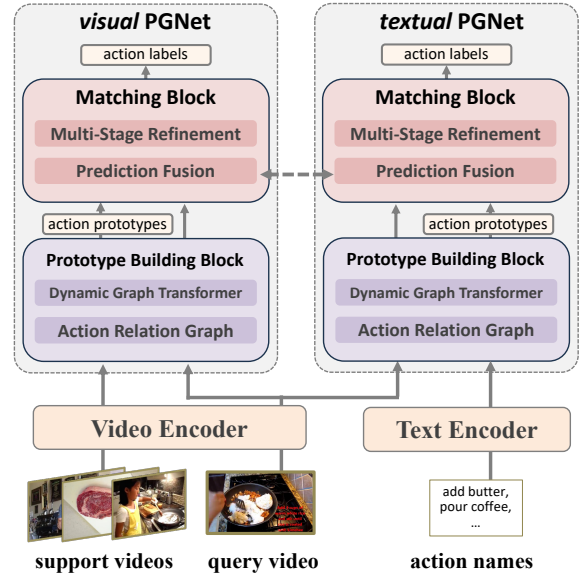 visual PGNet
action labels
Matching Block
Multi-Stage Refinement
Prediction Fusion
action prototypes
Prototype Building Block
Dynamic Graph Transformer
Action Relation Graph
textual PGNet
action labels
Matching Block
Multi-Stage Refinement
Prediction Fusion
action prototypes
Prototype Building Block
Dynamic Graph Transformer
Action Relation Graph
Video Encoder
Text Encoder
add butter,
pour coffee,
...
support videos
query video
action names